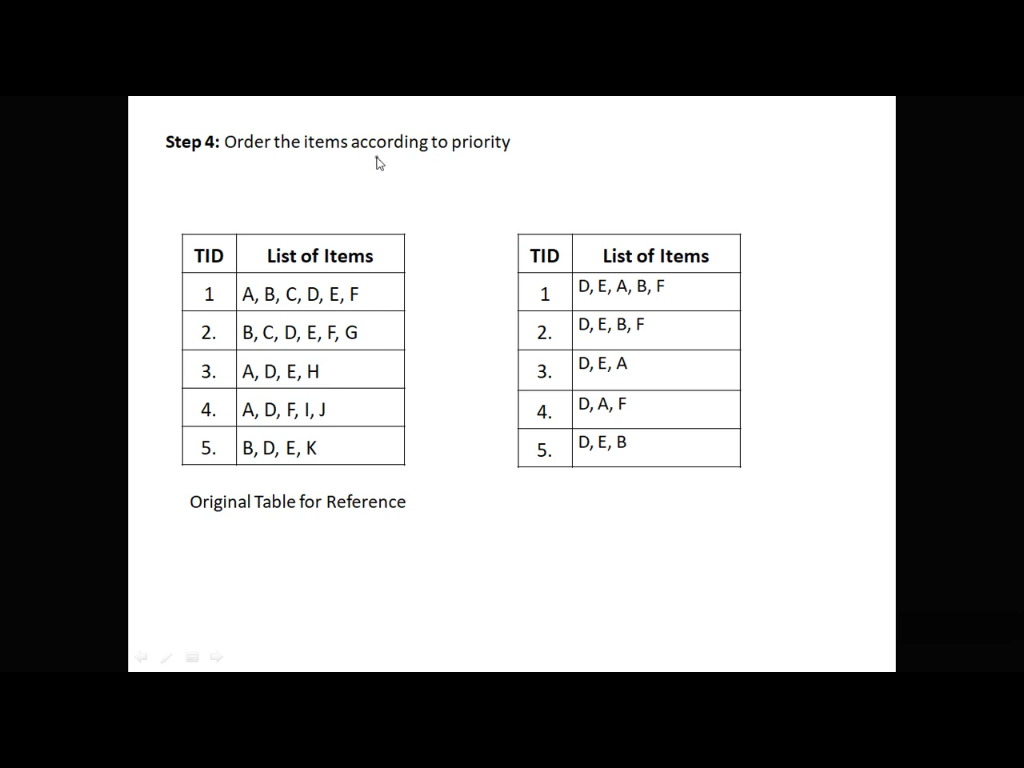 Step 4: Order the items according to priority
TID List of Items
1 A, B, C, D, E, F
2. B, C, D, E, F, G
3. A, D, E, H
4. A, D, F, I, J
5. B, D, E, K
Original Table for Reference
TID List of Items
1 D, E, A, B, F
2. D, E, B, F
3. D, E, A
4. D, A, F
5. D, E, B